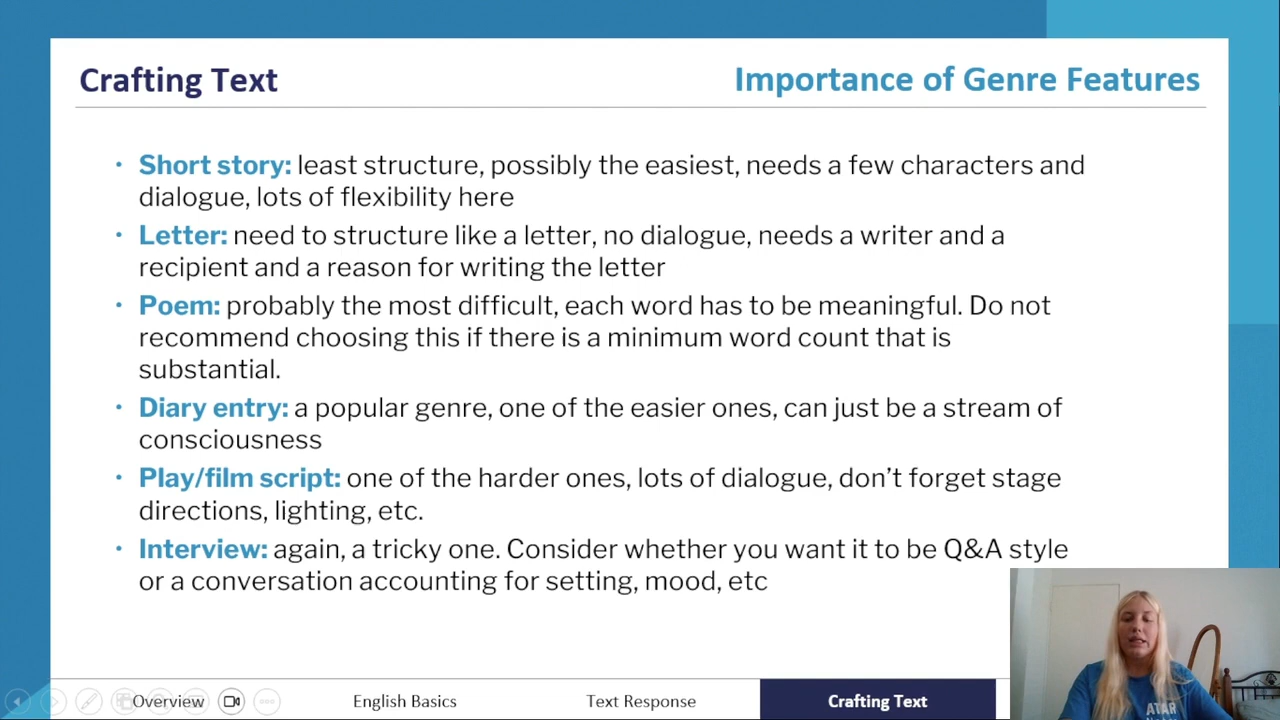 Crafting Text
Importance of Genre Features
• Short story: least structure, possibly the easiest, needs a few characters and
dialogue, lots of flexibility here
• Letter: need to structure like a letter, no dialogue, needs a writer and a
recipient and a reason for writing the letter
• Poem: probably the most difficult, each word has to be meaningful. Do not
recommend choosing this if there is a minimum word count that is
substantial.
• Diary entry: a popular genre, one of the easier ones, can just be a stream of
consciousness
• Play/film script: one of the harder ones, lots of dialogue, don’t forget stage
directions, lighting, etc.
• Interview: again, a tricky one. Consider whether you want it to be Q&A style
or a conversation accounting for setting, mood, etc
Overview
English Basics
Text Response
Crafting Text
ATAR